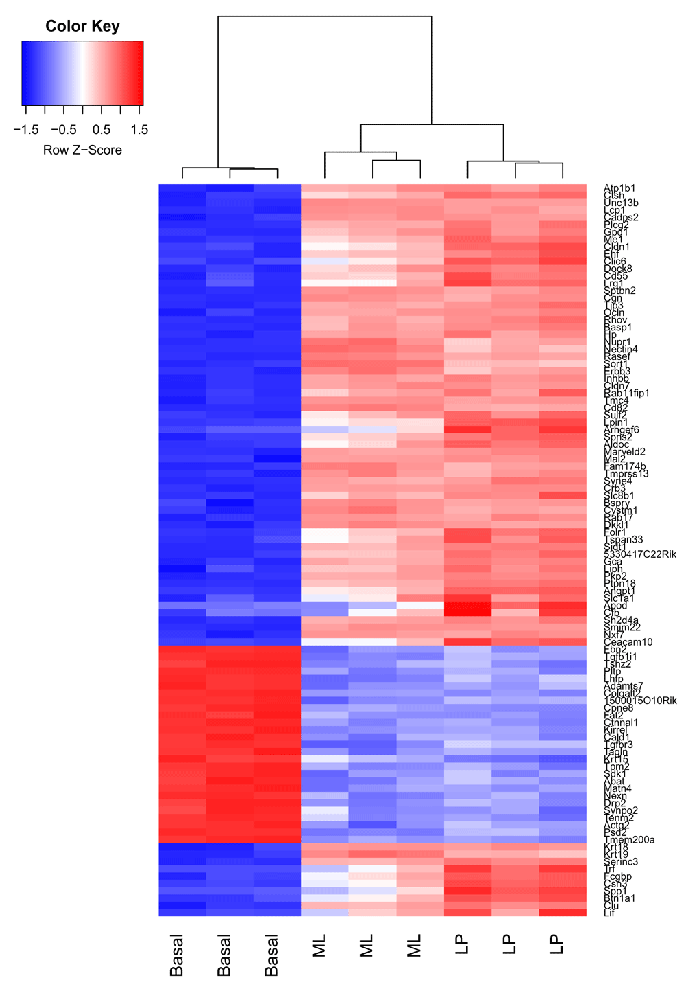 Color Key
−1.5 −0.5 0.5 1.5
Row Z−Score
Atp1b1
Ctsh
Unc13b
Lcp1
Cadps2
Plcg2
Gpd1
Me1
Cldn1
Ehf
Clic6
Dock8
Cd55
Lrg1
Sptbn2
Cgn
Tjp3
Ocln
Rhov
Basp1
Hp
Nupr1
Nectin4
Rasef
Sort1
Erbb3
Inhbb
Cldn7
Rab11fip1
Tmc4
Cd82
Sulf2
Lpin1
Arhgef6
Spns2
Aldoc
Marveld2
Mal2
Fam174b
Tmprss13
Syne4
Crb3
Slc8b1
Bspry
Cystm1
Rab17
Dkkl1
Folr1
Tspan33
Sidt1
5330417C22Rik
Gca
Liph
Pkp2
Ptpn18
Angpt1
Slc1a1
Apod
Cfb
Sh2d4a
Smim22
Nxf7
Ceacam10
Fbn2
Tgfb1i1
Tshz2
Pltp
Lhfp
Adamts7
Colgalt2
1500015O10Rik
Cpne8
Fat2
Ctnnal1
Kirrel
Cald1
Tgfbr3
Tagln
Krt15
Tpm2
Sdk1
Abat
Matn4
Nexn
Drp2
Synpo2
Tenm2
Actg2
Psd2
Tmem200a
Krt18
Krt19
Serinc3
Trf
Fcgbp
Csn3
Spp1
Btn1a1
Clu
Lif
Basal Basal Basal ML ML ML LP LP LP